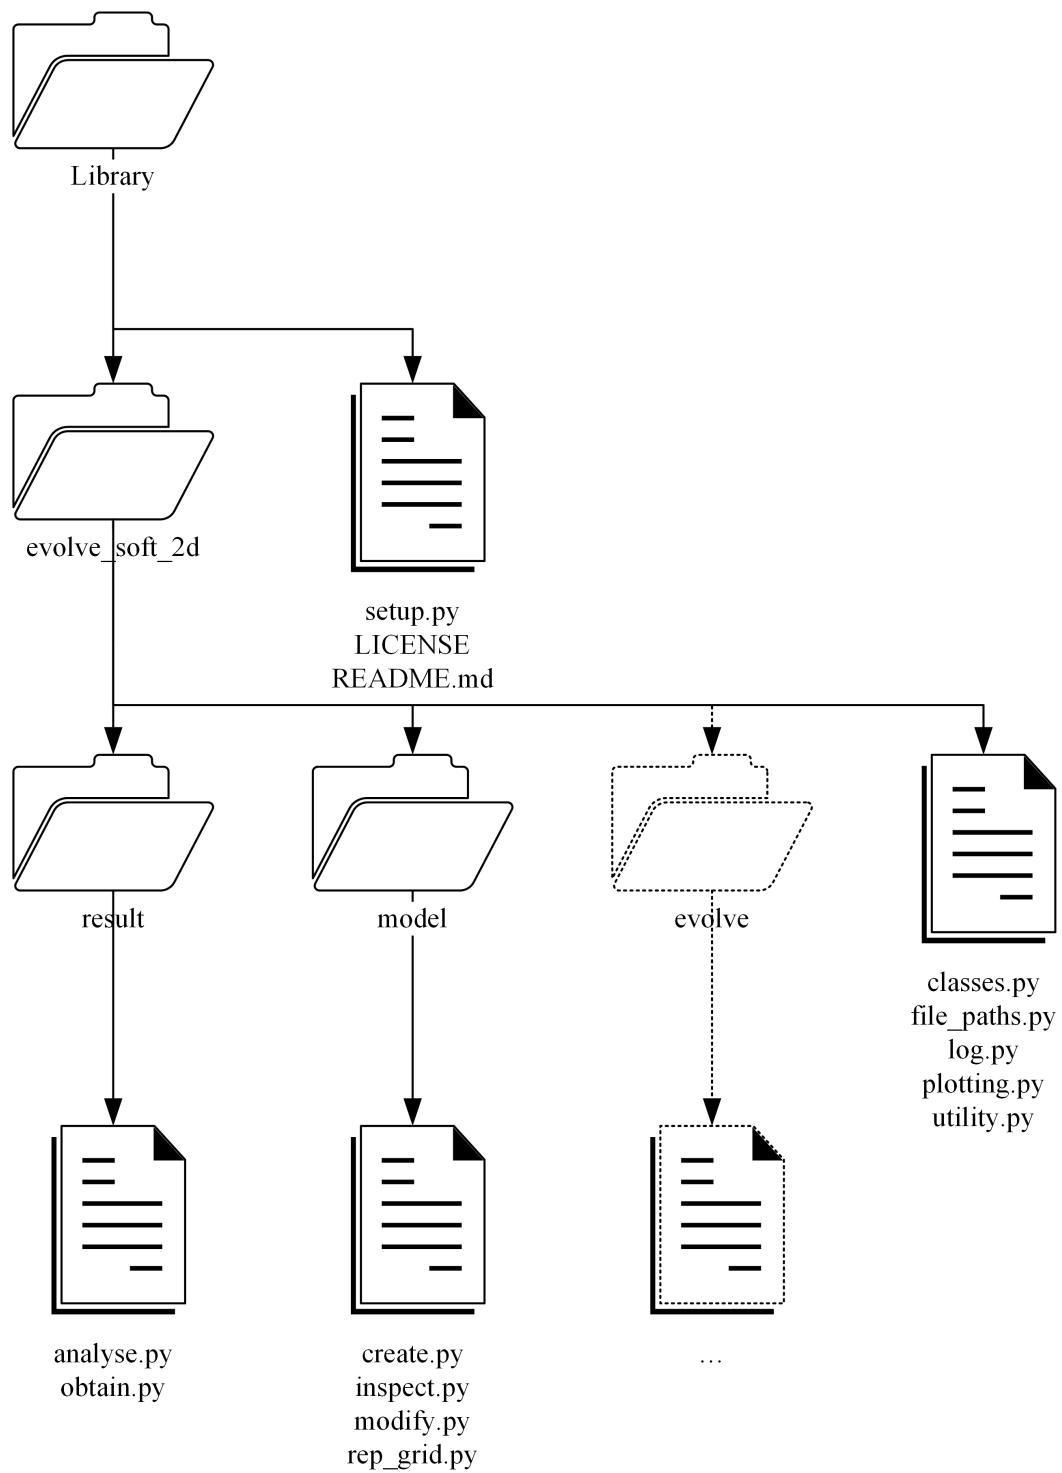 Library
evolve_soft_2d
setup.py
LICENSE
README.md
result
model
evolve
classes.py
file_paths.py
log.py
plotting.py
utility.py
analyse.py
obtain.py
create.py
inspect.py
modify.py
rep_grid.py
...